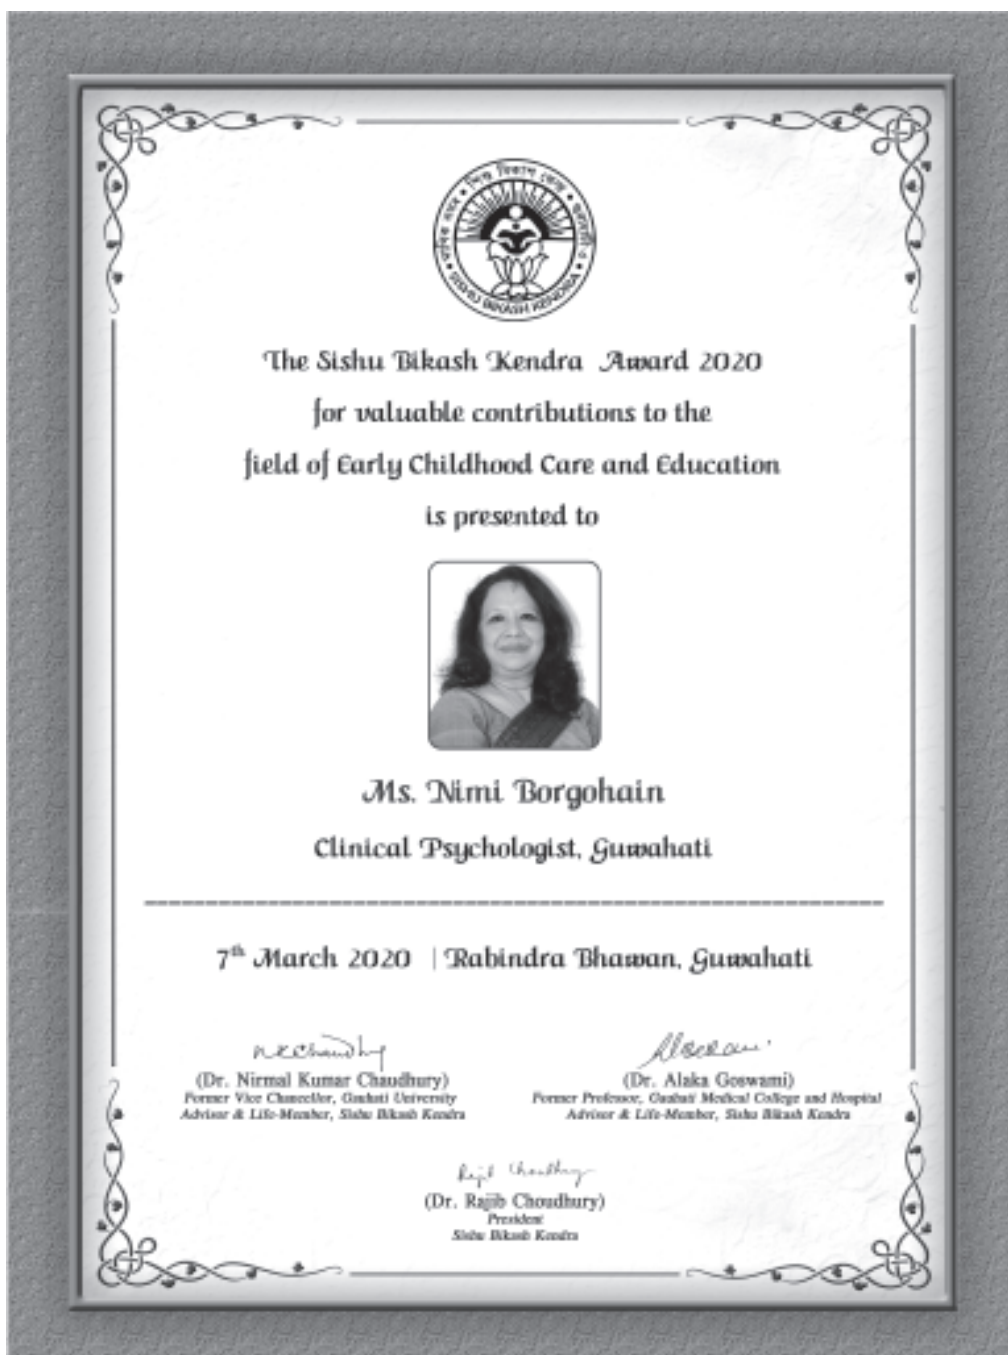 শিশু বিকাশ কেন্দ্ৰ
SISHU BIKASH KENDRA
The Sishu Bikash Kendra Award 2020
for valuable contributions to the
field of Early Childhood Care and Education
is presented to
Ms. Nimi Borgohain
Clinical Psychologist, Guwahati
7th March 2020 | Rabindra Bhawan, Guwahati
(Dr. Nirmal Kumar Chaudhury)
Former Vice Chancellor, Gauhati University
Advisor & Life-Member, Sishu Bikash Kendra
(Dr. Alaka Goswami)
Former Professor, Gauhati Medical College and Hospital
Advisor & Life-Member, Sishu Bikash Kendra
(Dr. Rajib Choudhury)
President
Sishu Bikash Kendra